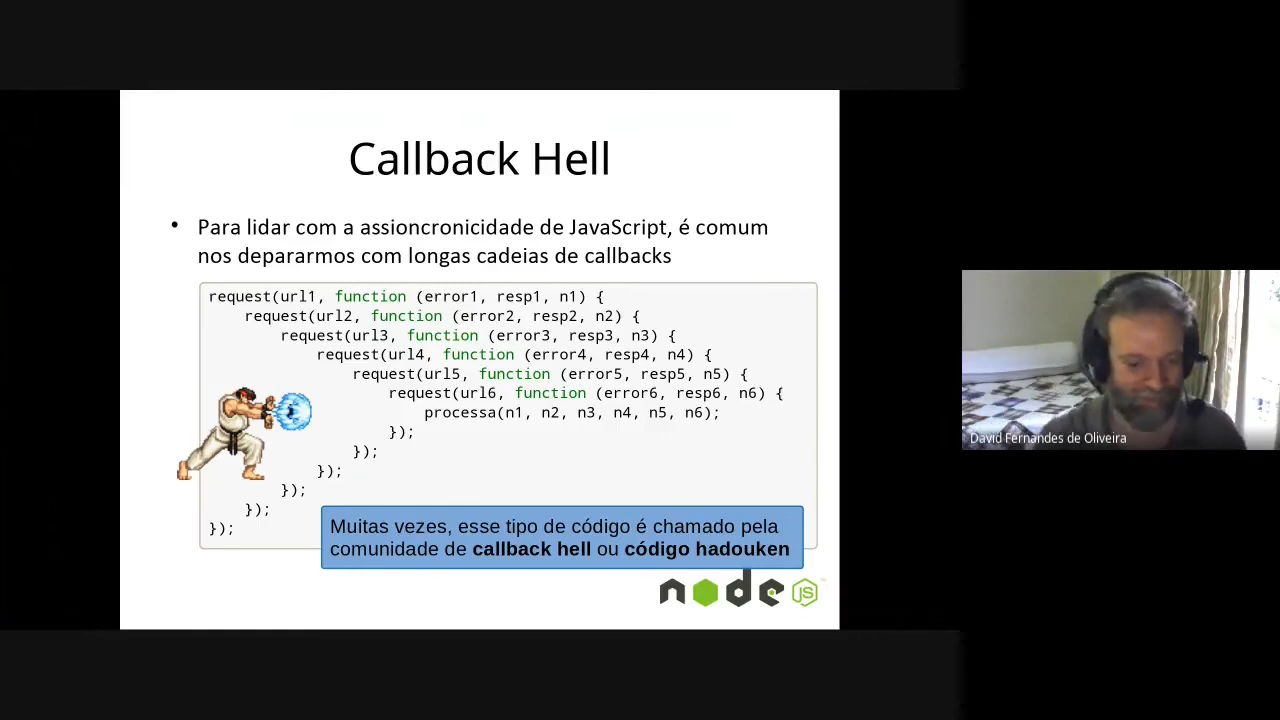 Callback Hell
• Para lidar com a assioncronicidade de JavaScript, é comum
nos depararmos com longas cadeias de callbacks
request(url1, function (error1, resp1, n1) {
    request(url2, function (error2, resp2, n2) {
        request(url3, function (error3, resp3, n3) {
            request(url4, function (error4, resp4, n4) {
                request(url5, function (error5, resp5, n5) {
                    request(url6, function (error6, resp6, n6) {
                        processa(n1, n2, n3, n4, n5, n6);
                    });
                });
            });
        });
    });
});
Muitas vezes, esse tipo de código é chamado pela
comunidade de callback hell ou código hadouken
node JS
David Fernandes de Oliveira